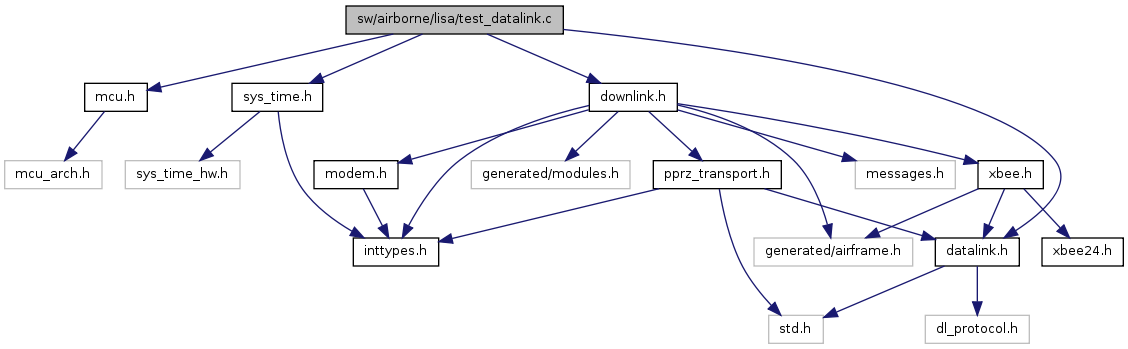 sw/airborne/lisa/test_datalink.c
mcu.h
sys_time.h
downlink.h
mcu_arch.h
sys_time_hw.h
modem.h
generated/modules.h
pprz_transport.h
messages.h
xbee.h
inttypes.h
generated/airframe.h
datalink.h
xbee24.h
std.h
dl_protocol.h